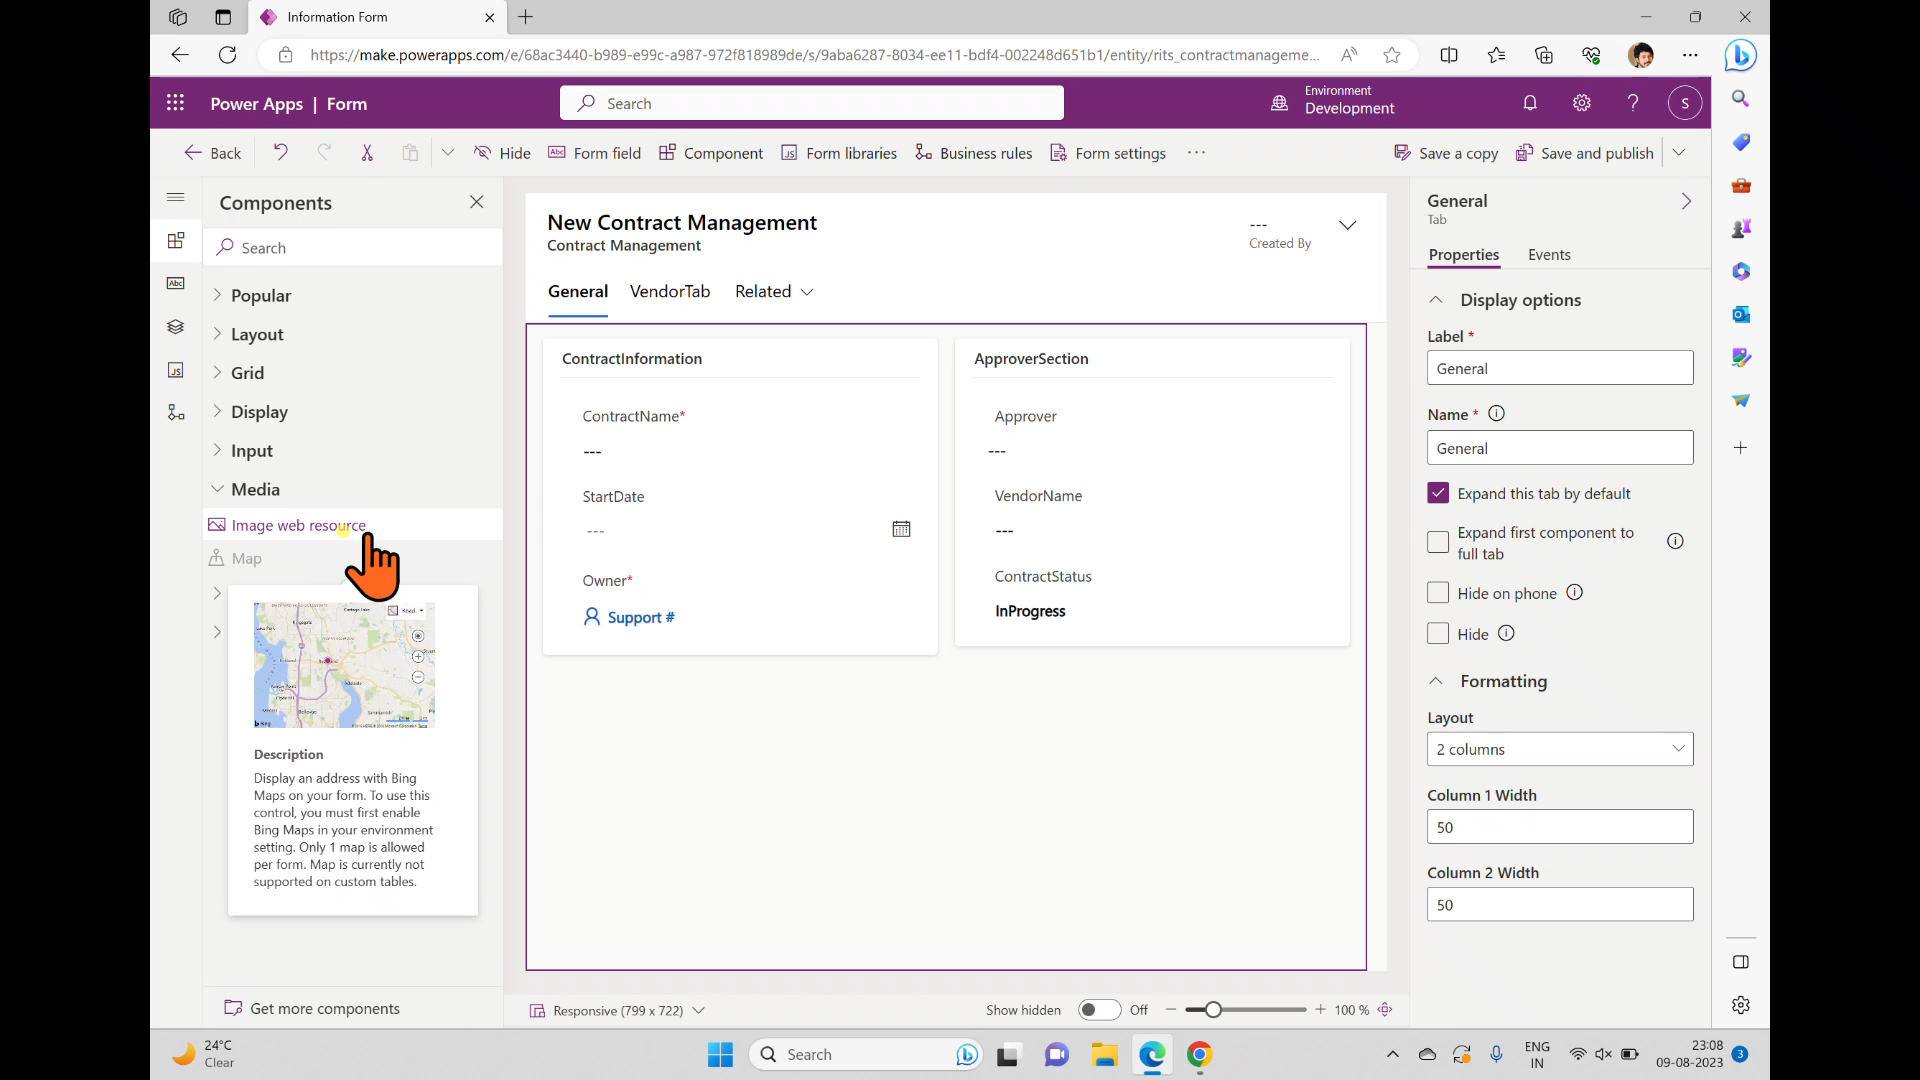 Information Form
https://make.powerapps.com/e/68ac3440-b989-e99c-a987-972f818989de/s/9aba6287-8034-ee11-bdf4-002248d651b1/entity/rits_contractmanageme...
Power Apps | Form
Search
Environment
Development
S
Back
Hide
Abc
Form field
Component
JS
Form libraries
Business rules
Form settings
Save a copy
Save and publish
Components
Search
Abc
JS
Popular
Layout
Grid
Display
Input
Media
Image web resource
Map
Road
Description
Display an address with Bing
Maps on your form. To use this
control, you must first enable
Bing Maps in your environment
setting. Only 1 map is allowed
per form. Map is currently not
supported on custom tables.
Get more components
New Contract Management
Contract Management
---
Created By
General
VendorTab
Related
ContractInformation
ContractName*
---
StartDate
---
Owner*
Support #
ApproverSection
Approver
---
VendorName
---
ContractStatus
InProgress
Responsive (799 x 722)
Show hidden
Off
100 %
General
Tab
Properties
Events
Display options
Label *
General
Name *
General
Expand this tab by default
Expand first component to
full tab
Hide on phone
Hide
Formatting
Layout
2 columns
Column 1 Width
50
Column 2 Width
50
24°C
Clear
Search
ENG
IN
23:08
09-08-2023
3